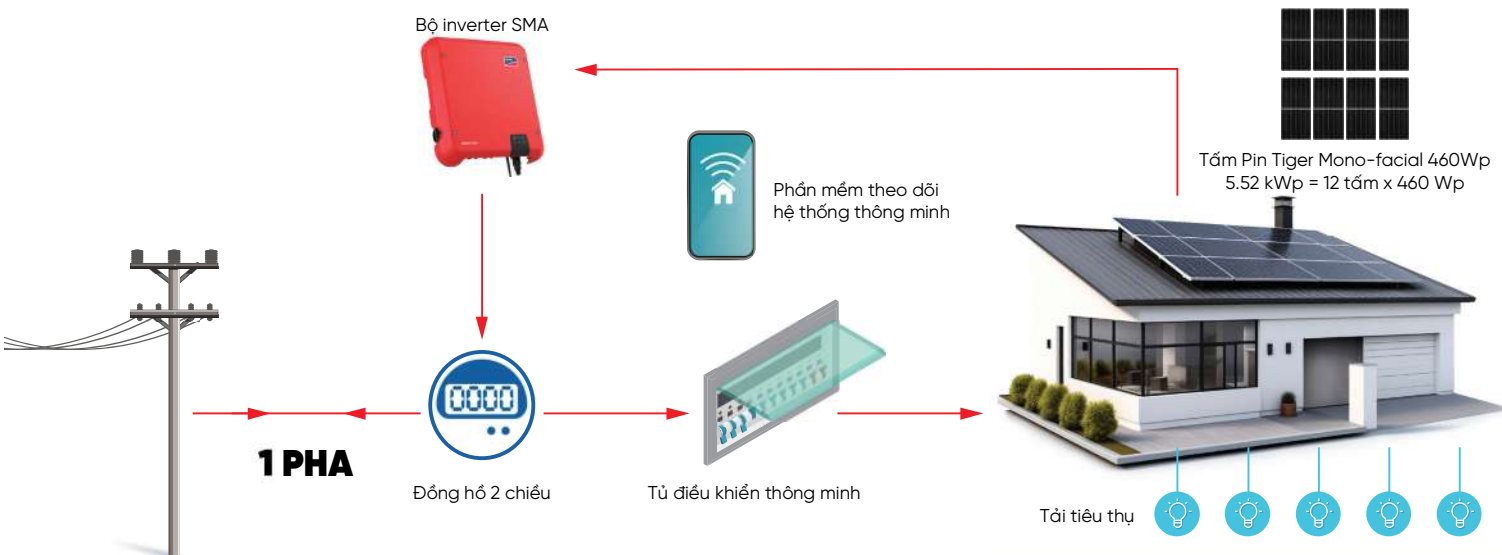 Bộ inverter SMA
Tấm Pin Tiger Mono-facial 460Wp
5.52 kWp = 12 tấm x 460 Wp
Phần mềm theo dõi
hệ thống thông minh
0000
1 PHA
Đồng hồ 2 chiều
Tủ điều khiển thông minh
Tải tiêu thụ